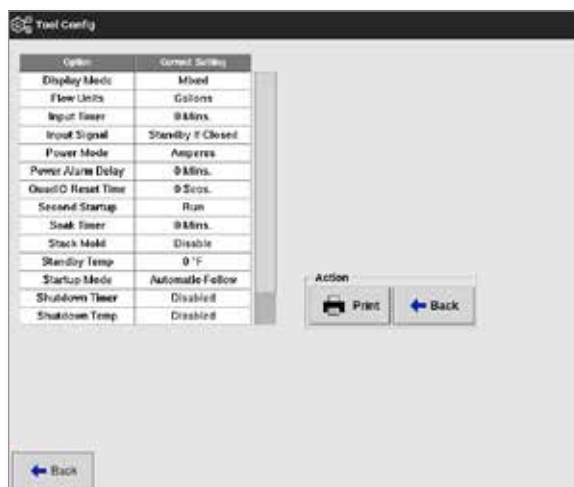 Tool Config
Option Current Setting
Display Mode Mixed
Flow Units Gallons
Input Timer 0 Mins.
Input Signal Standby If Closed
Power Mode Amperes
Power Alarm Delay 0 Mins.
QuadIO Reset Time 0 Secs.
Second Startup Run
Soak Timer 0 Mins.
Stack Mold Disable
Standby Temp 0 °F
Startup Mode Automatic-Follow
Shutdown Timer Disabled
Shutdown Temp Disabled
Action
Print
Back
Back